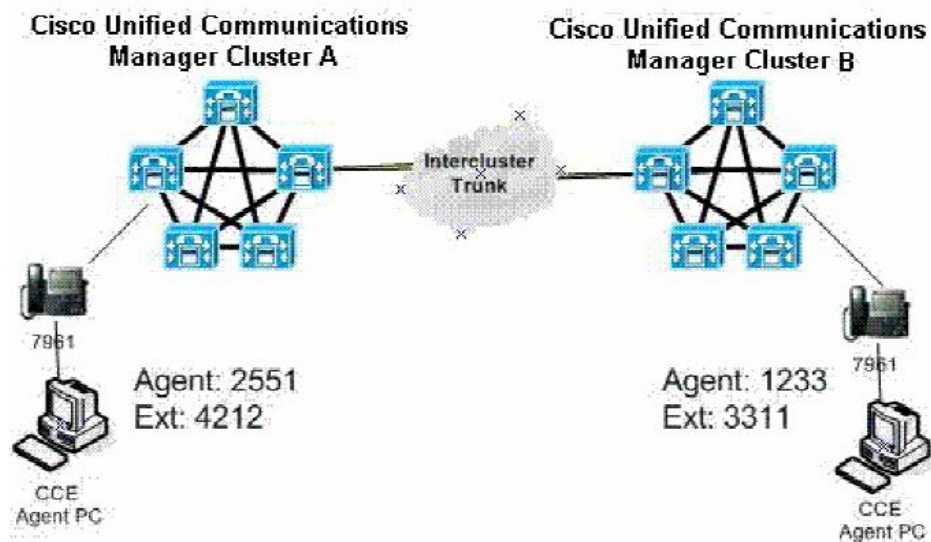 Cisco Unified Communications
Manager Cluster A
Cisco Unified Communications
Manager Cluster B
Intercluster
Trunk
7961
7961
Agent: 2551
Ext: 4212
Agent: 1233
Ext: 3311
CCE
Agent PC
CCE
Agent PC